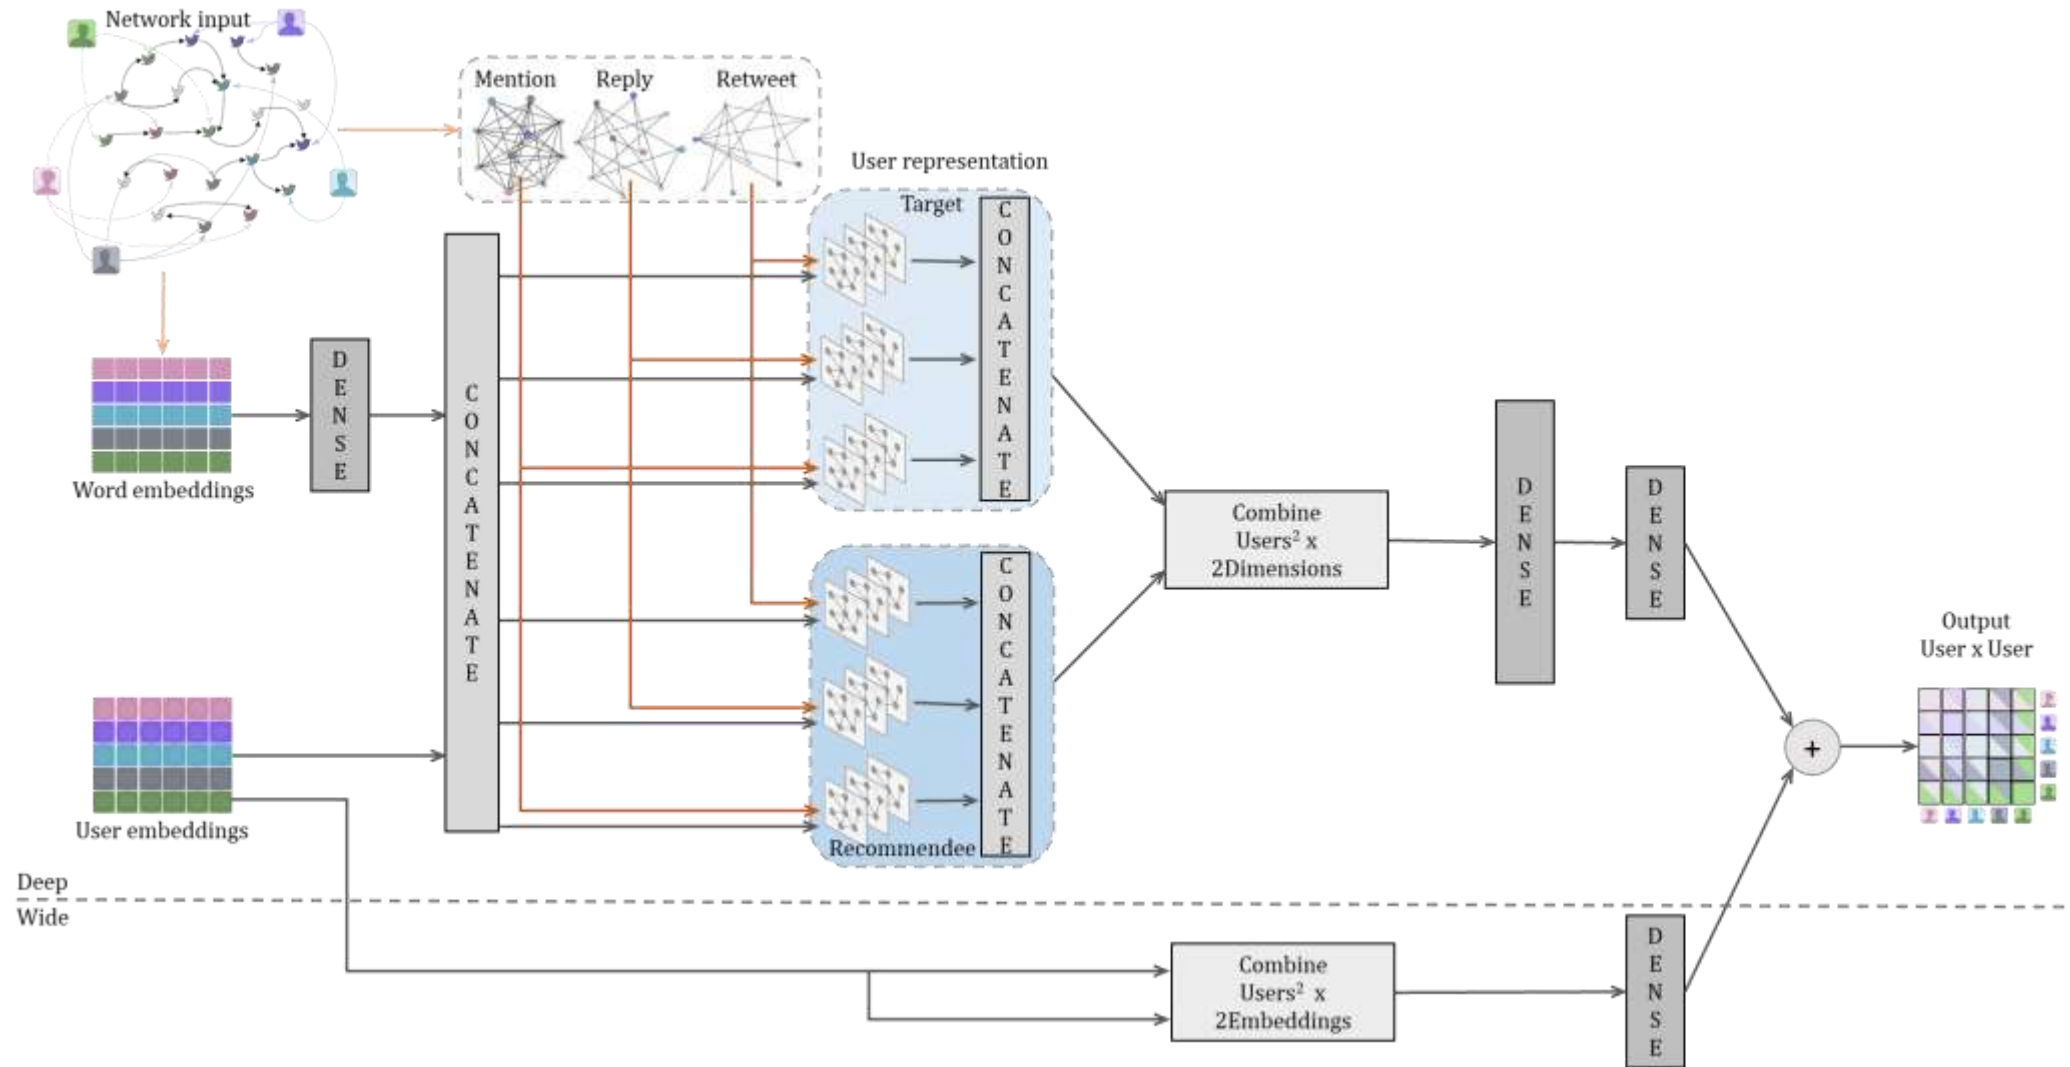 Network input
Mention Reply Retweet
User representation
Target
CONCATENATE
DENSE
CONCATENATE
Word embeddings
Combine
Users² x
2Dimensions
DENSE
DENSE
CONCATENATE
Recommendee
User embeddings
Output
User x User
+
Deep
Wide
Combine
Users² x
2Embeddings
DENSE